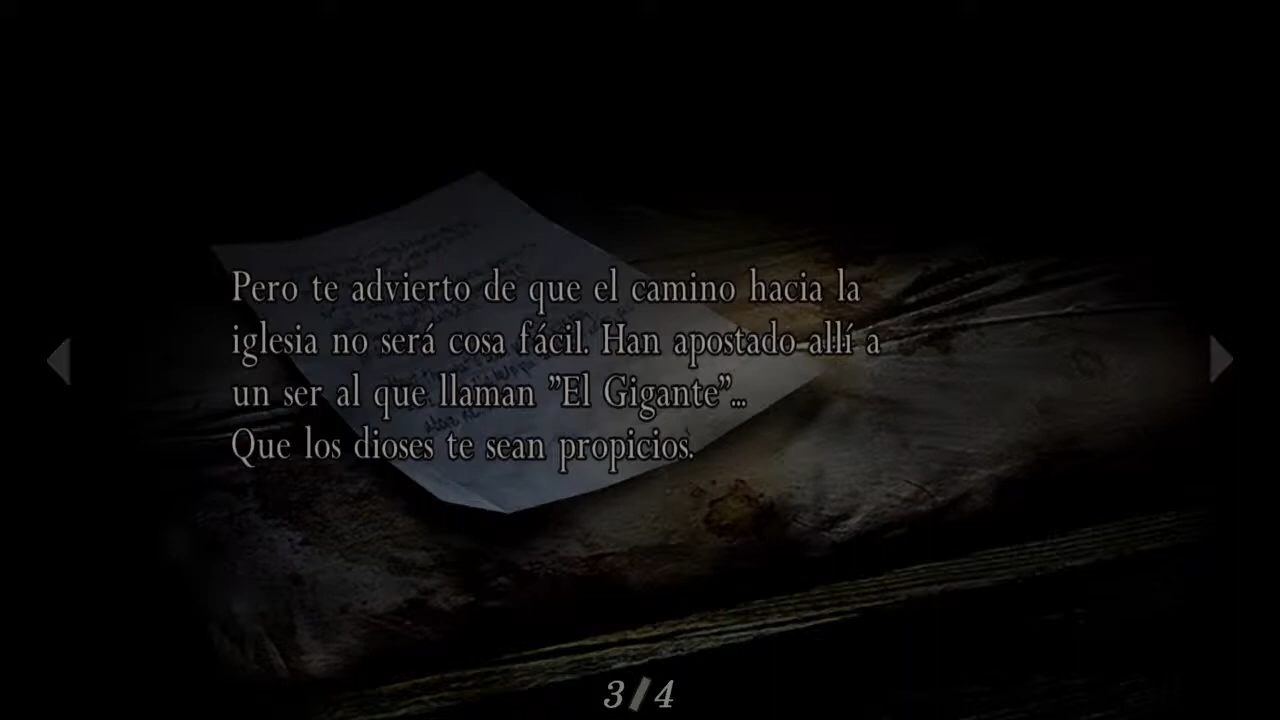 Pero te advierto de que el camino hacia la
iglesia no será cosa fácil. Han apostado allí a
un ser al que llaman "El Gigante"...
Que los dioses te sean propicios.
3/4